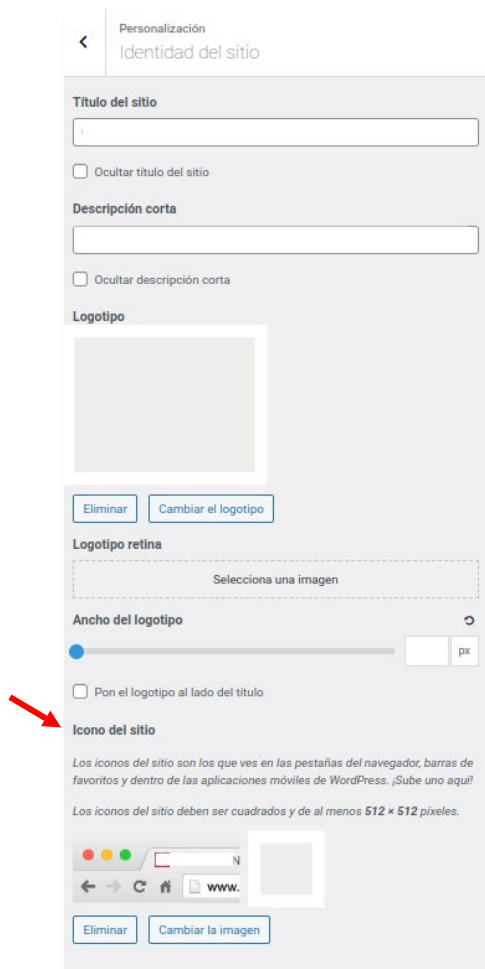 Personalización
Identidad del sitio
Título del sitio
Ocultar título del sitio
Descripción corta
Ocultar descripción corta
Logotipo
Eliminar
Cambiar el logotipo
Logotipo retina
Selecciona una imagen
Ancho del logotipo
px
Pon el logotipo al lado del título
Icono del sitio
Los iconos del sitio son los que ves en las pestañas del navegador, barras de
favoritos y dentro de las aplicaciones móviles de WordPress. ¡Sube uno aquí!
Los iconos del sitio deben ser cuadrados y de al menos 512 × 512 píxeles.
N
www.
Eliminar
Cambiar la imagen